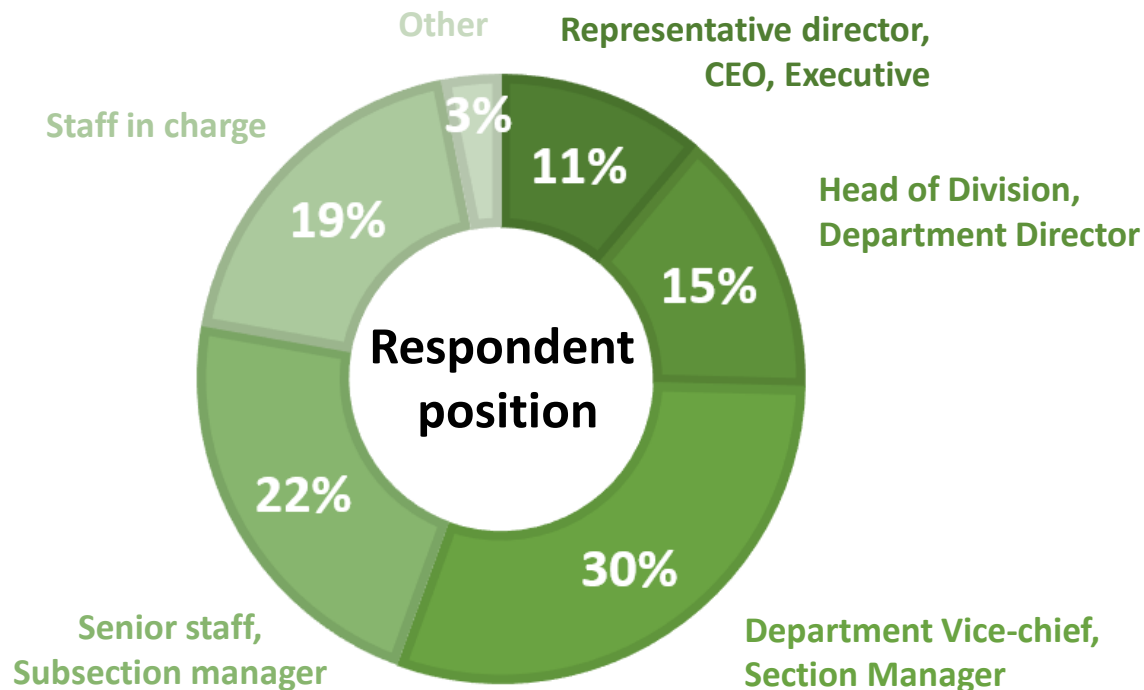 Other
Representative director,
CEO, Executive
3%
11%
Staff in charge
19%
Head of Division,
Department Director
15%
Respondent
position
22%
30%
Senior staff,
Subsection manager
Department Vice-chief,
Section Manager